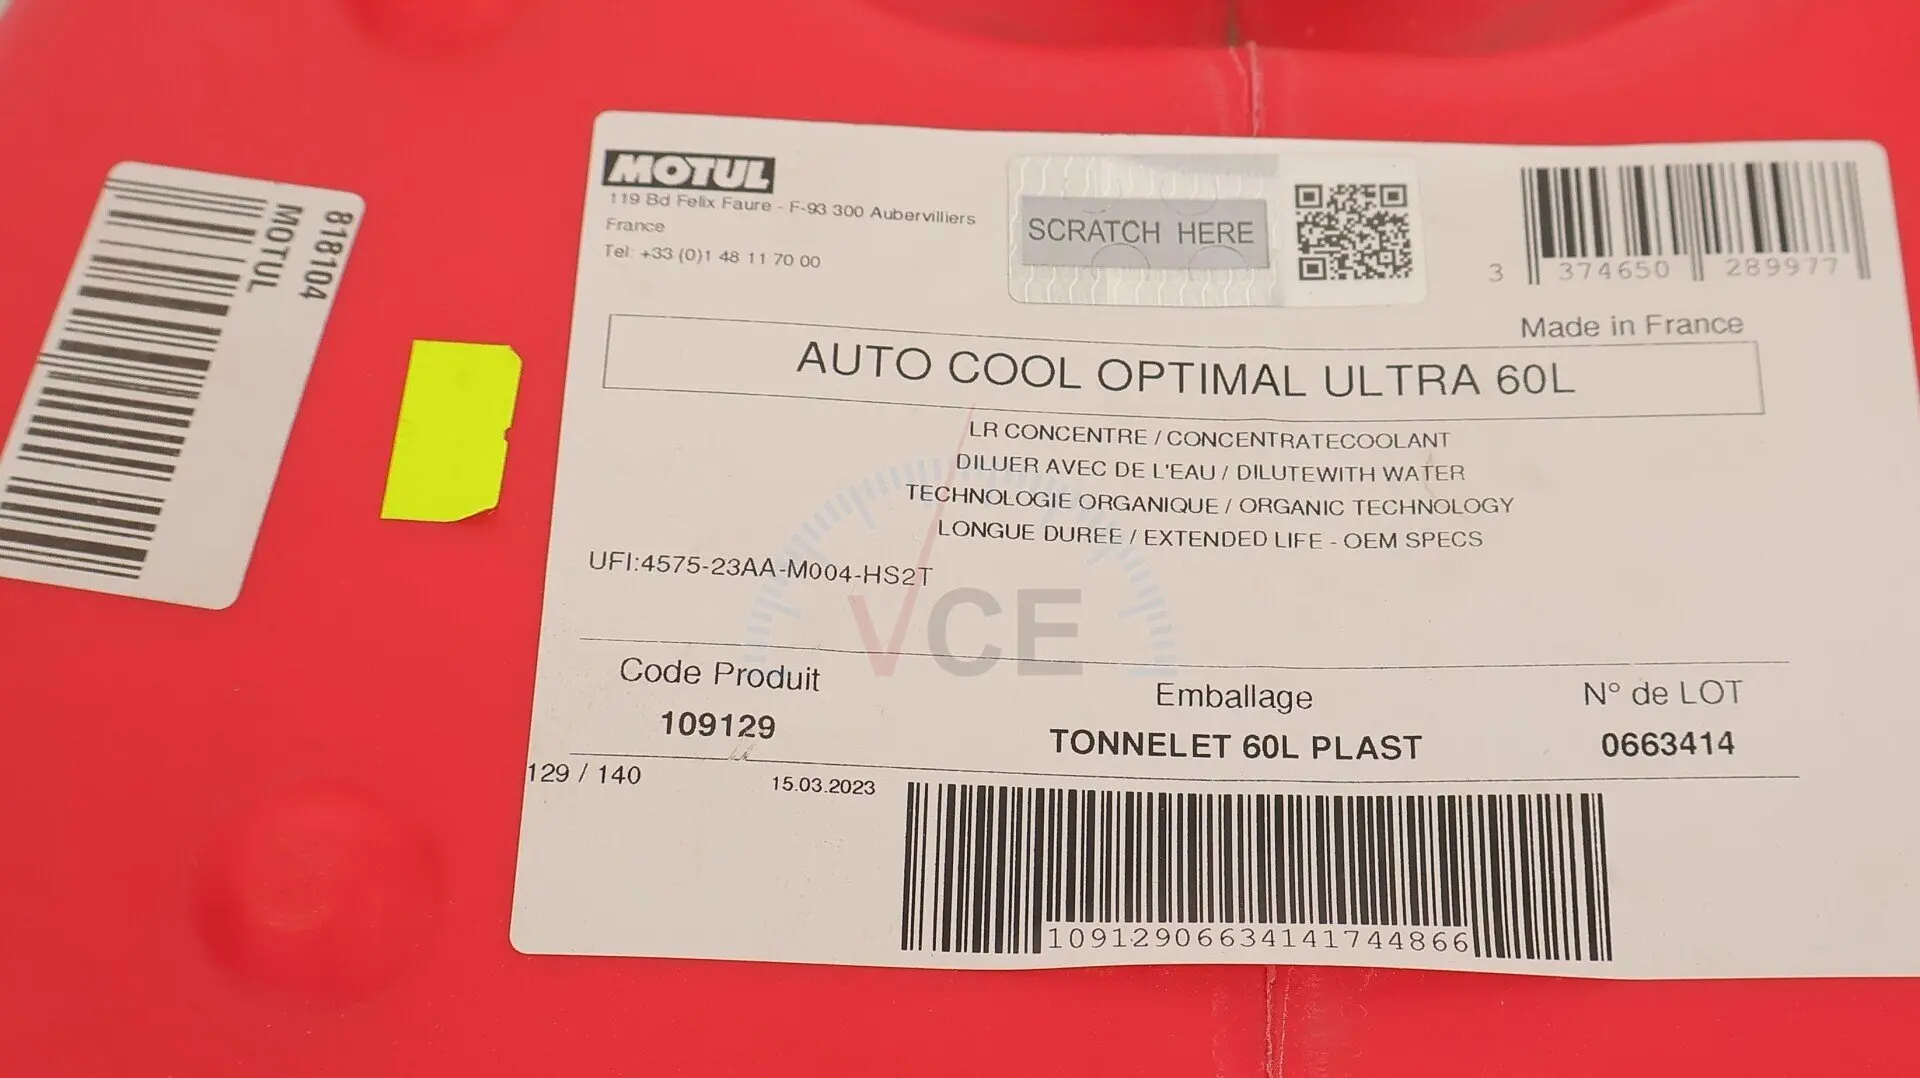 818104
MOTUL
MOTUL
119 Bd Felix Faure - F-93 300 Aubervilliers
France
Tel: +33 (0)1 48 11 70 00
SCRATCH HERE
3 374650 289977
Made in France
AUTO COOL OPTIMAL ULTRA 60L
LR CONCENTRE / CONCENTRATECOOLANT
DILUER AVEC DE L'EAU / DILUTEWITH WATER
TECHNOLOGIE ORGANIQUE / ORGANIC TECHNOLOGY
LONGUE DUREE / EXTENDED LIFE - OEM SPECS
UFI:4575-23AA-M004-HS2T
VCE
Code Produit
109129
Emballage
TONNELET 60L PLAST
N° de LOT
0663414
129 / 140
15.03.2023
10912906634141744866